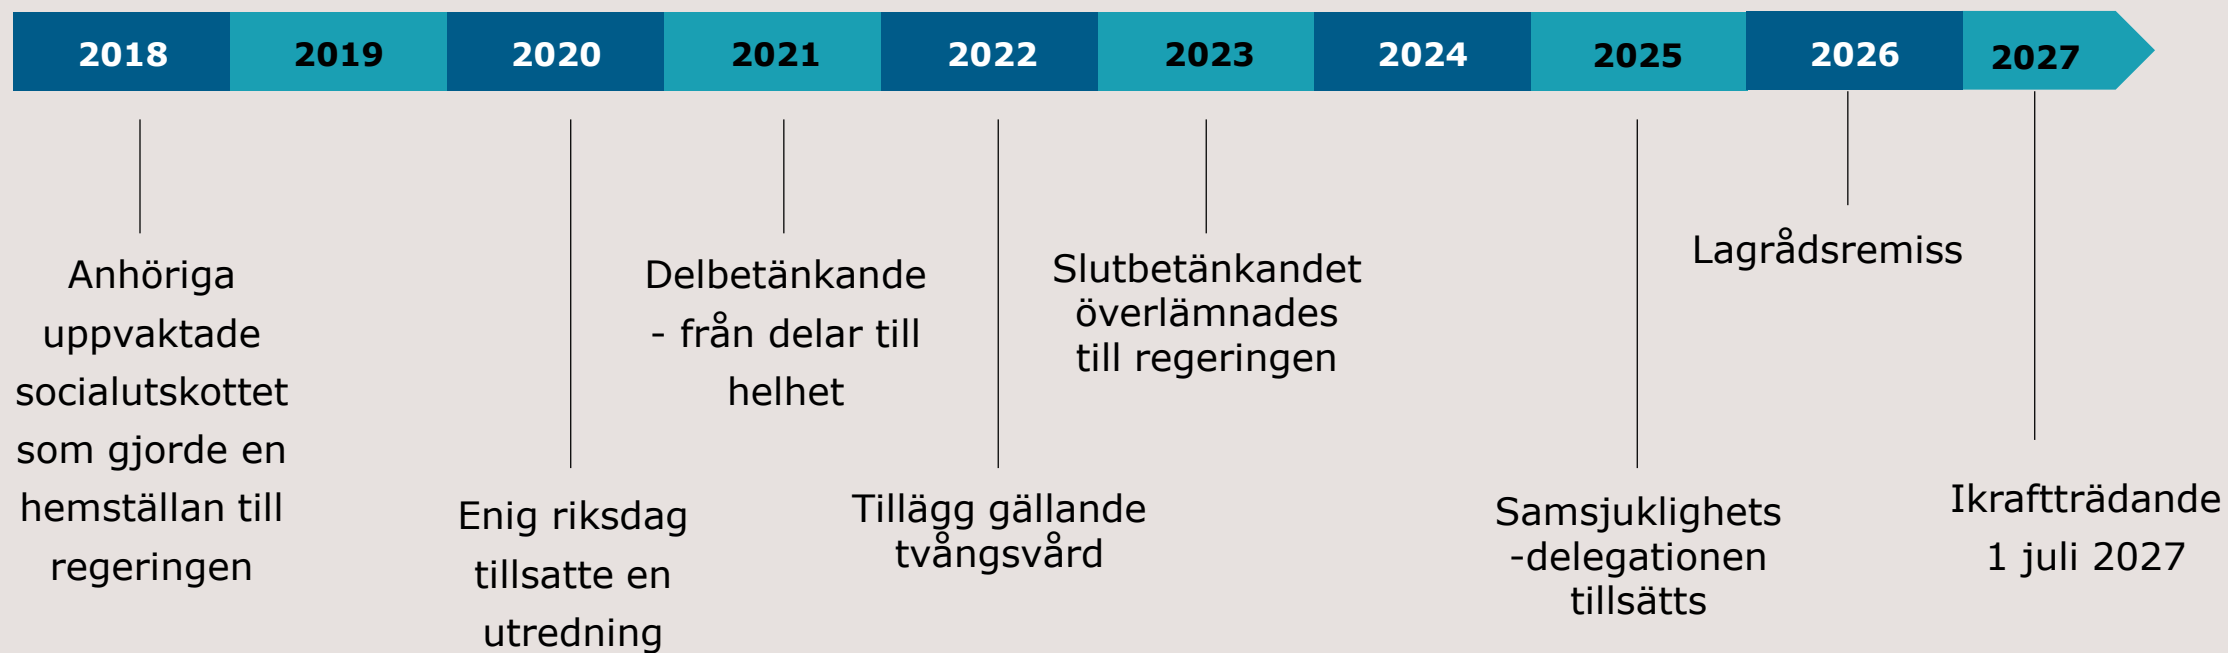 2018
2019
2020
2021
2022
2023
2024
2025
2026
2027
Anhöriga
uppvaktade
socialutskottet
som gjorde en
hemställan till
regeringen
Enig riksdag
tillsatte en
utredning
Delbetänkande
- från delar till
helhet
Tillägg gällande
tvångsvård
Slutbetänkandet
överlämnades
till regeringen
Samsjuklighets
-delegationen
tillsätts
Lagrådsremiss
Ikraftträdande
1 juli 2027